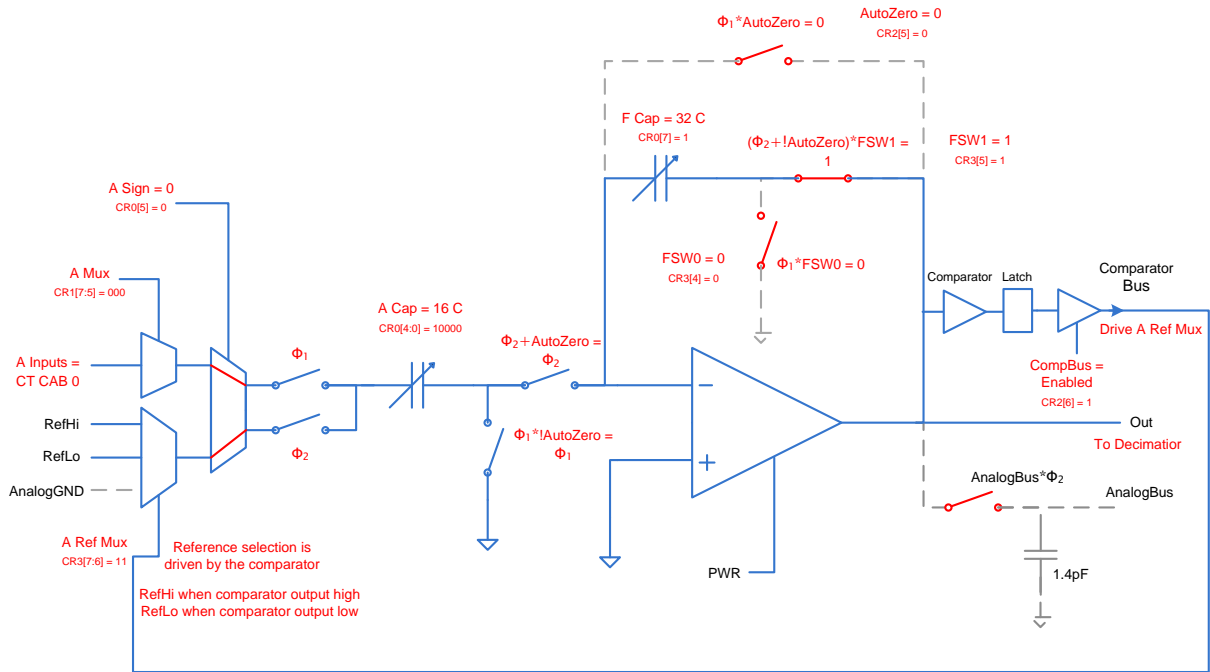 Φ1*AutoZero = 0
AutoZero = 0
CR2[5] = 0
F Cap = 32 C
CR0[7] = 1
(Φ2+!AutoZero)*FSW1 =
1
FSW1 = 1
CR3[5] = 1
A Sign = 0
CR0[5] = 0
FSW0 = 0
CR3[4] = 0
Φ1*FSW0 = 0
A Mux
CR1[7:5] = 000
A Cap = 16 C
CR0[4:0] = 10000
Comparator
Latch
Comparator
Bus
Drive A Ref Mux
Φ2+AutoZero =
Φ2
A Inputs =
CT CAB 0
Φ1
CompBus =
Enabled
CR2[6] = 1
RefHi
RefLo
AnalogGND
Φ2
Φ1*!AutoZero =
Φ1
Out
To Decimatior
AnalogBus*Φ2
AnalogBus
A Ref Mux
CR3[7:6] = 11
Reference selection is
driven by the comparator
RefHi when comparator output high
RefLo when comparator output low
PWR
1.4pF